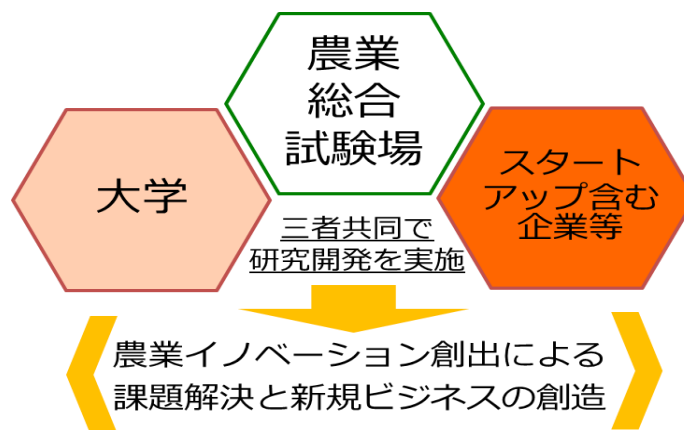 農業
総合
試験場
大学
スタート
アップ含む
企業等
三者共同で
研究開発を実施
農業イノベーション創出による
課題解決と新規ビジネスの創造